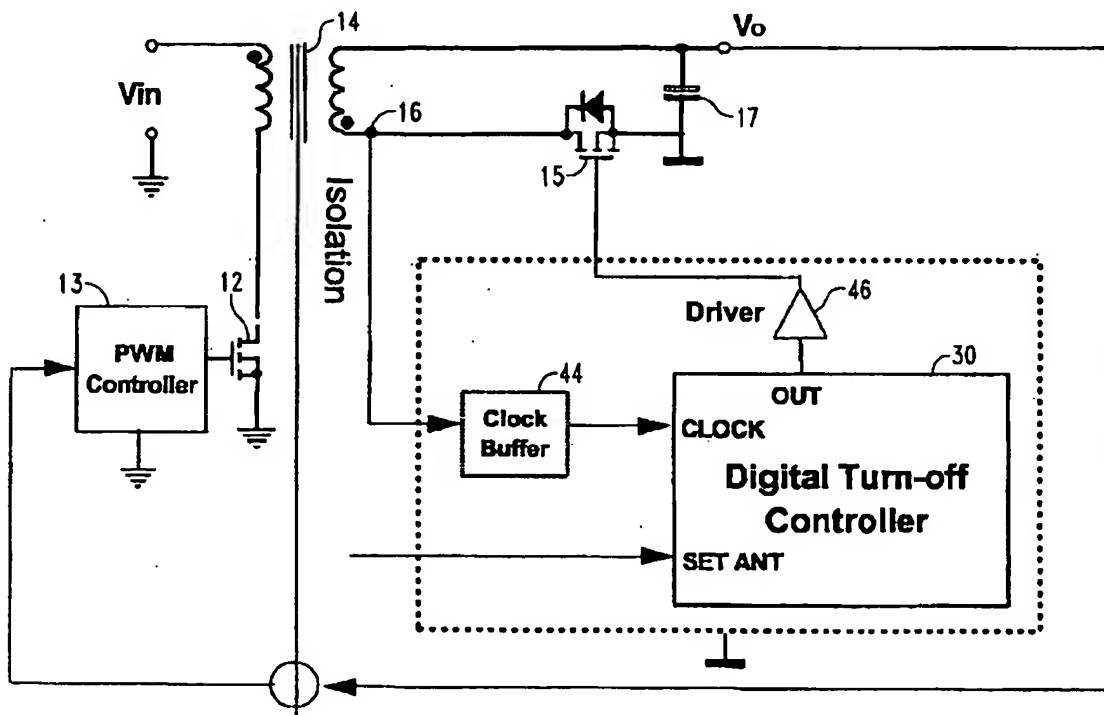 14
Vo
Vin
16
17
15
Isolation
13
12
PWM
Controller
Driver
46
44
30
OUT
Clock
Buffer
CLOCK
Digital Turn-off
Controller
SET ANT